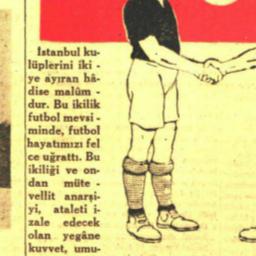 İstanbul ku-
lüplerini iki -
ye ayıran hâ-
dise malûm -
dur. Bu ikilik
futbol mevsi -
minde, futbol
hayatımızı fel
ce uğrattı. Bu
ikiliği ve on-
dan müte -
vellit anarşi-
yi, ataleti i-
zale edecek
olan yegâne
kuvvet, umu-